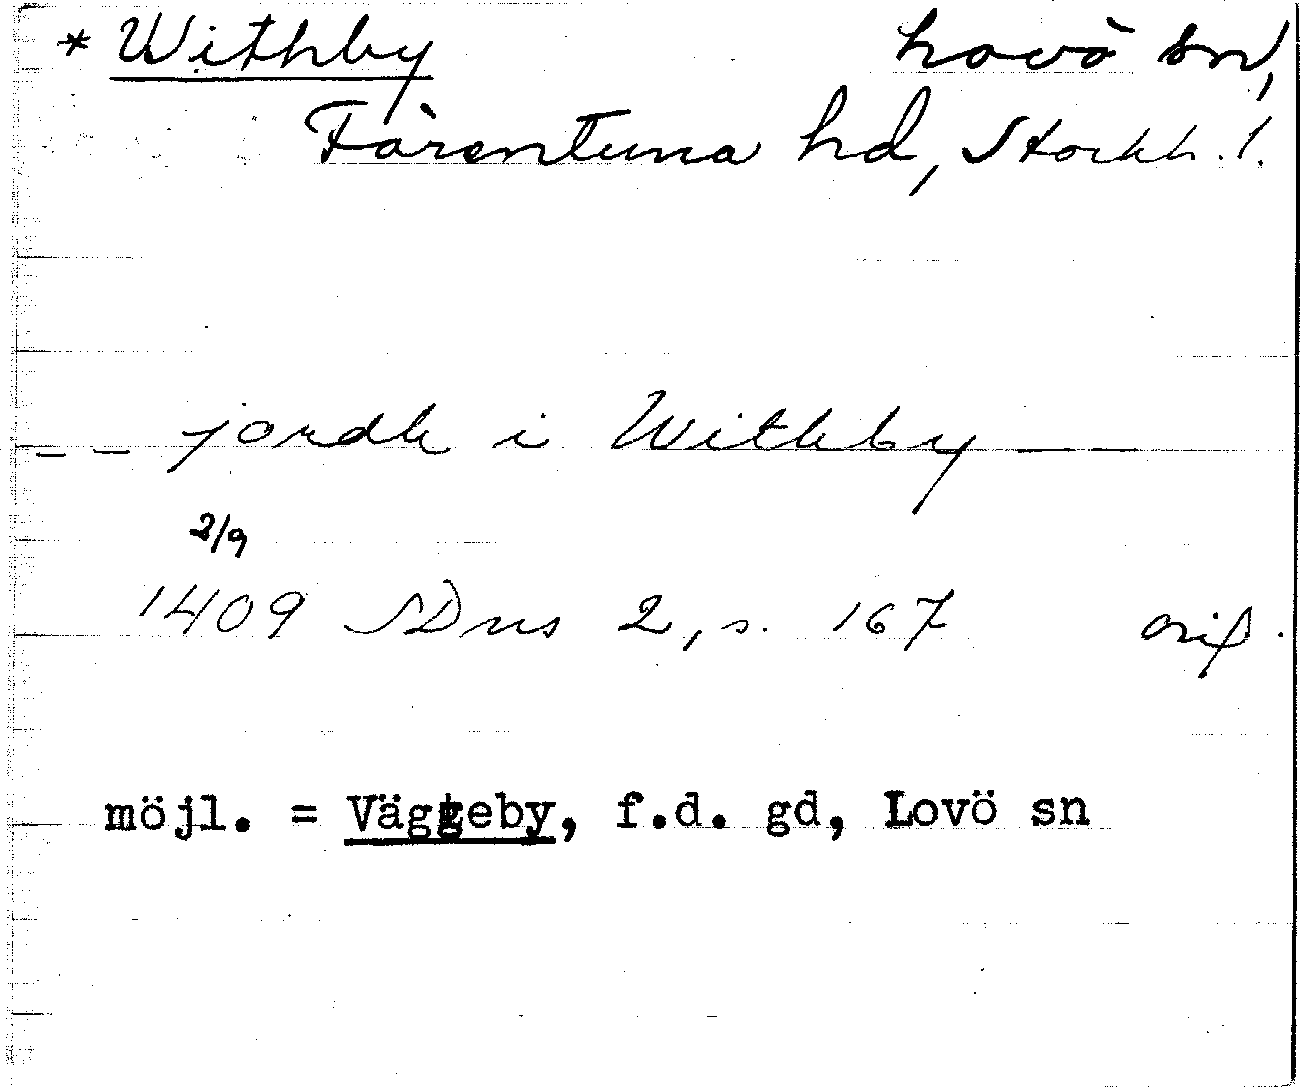 * Withby Lovö sn,
Färentuna hd, Stockh. l.
– – jordh i Withby – –
2/9
1409 SDns 2, s. 167 orig.
möjl. = Väggeby, f.d. gd, Lovö sn